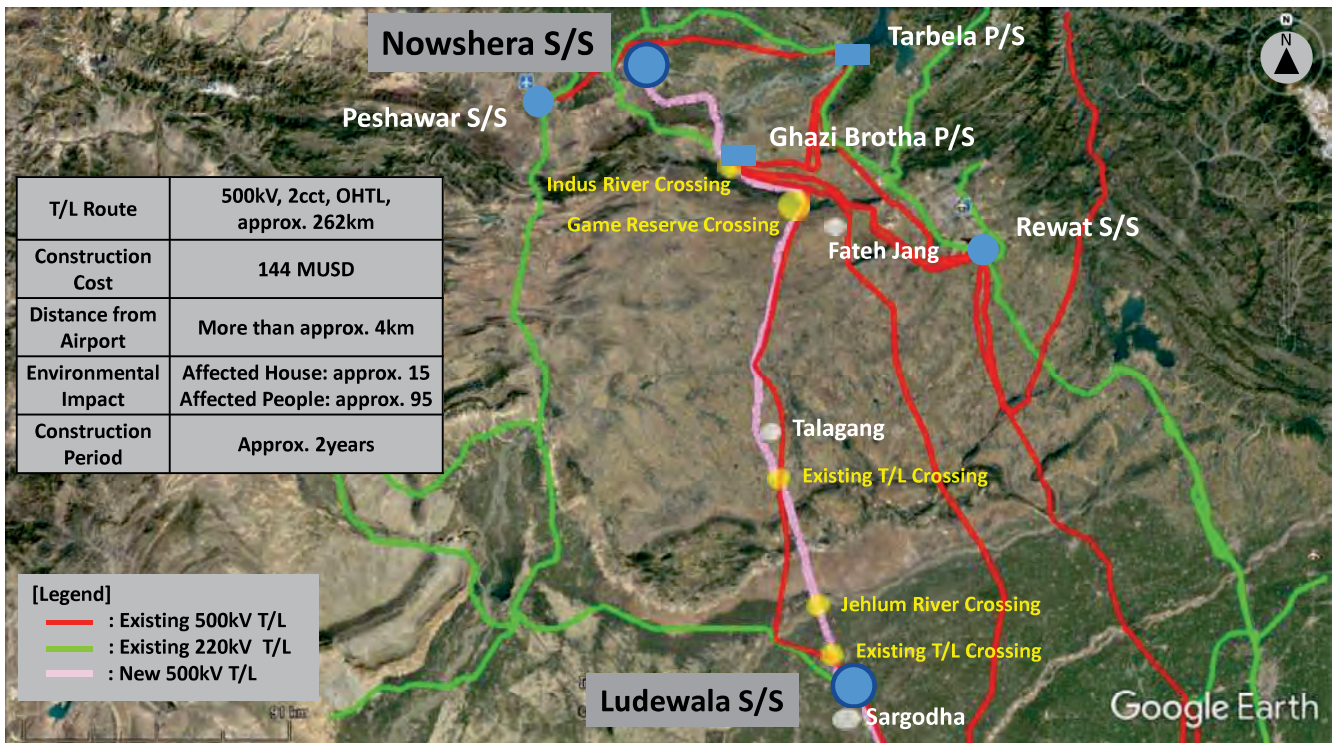 Nowshera S/S
Tarbela P/S
N
N
Peshawar S/S
Ghazi Brotha P/S
Indus River Crossing
Game Reserve Crossing
Fateh Jang
Rewat S/S
T/L Route
500kV, 2cct, OHTL,
approx. 262km
Construction
Cost
144 MUSD
Distance from
Airport
More than approx. 4km
Environmental
Impact
Affected House: approx. 15
Affected People: approx. 95
Construction
Period
Approx. 2years
Talagang
Existing T/L Crossing
[Legend]
: Existing 500kV T/L
: Existing 220kV T/L
: New 500kV T/L
Jehlum River Crossing
Existing T/L Crossing
Ludewala S/S
Sargodha
91 km
Google Earth